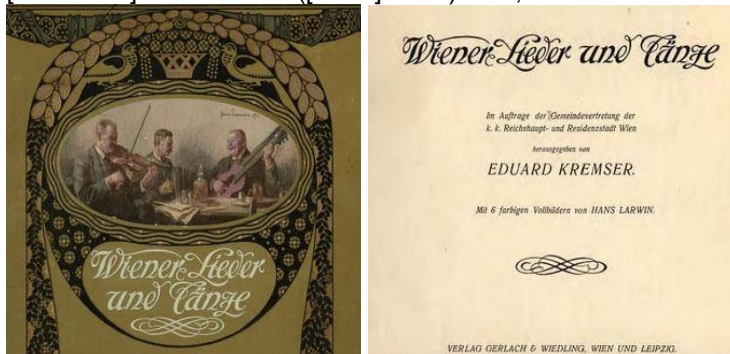 Wiener Lieder
und Tänze
Wiener Lieder und Tänze
Im Auftrage der Gemeindevertretung der
k. k. Reichshaupt- und Residenzstadt Wien
herausgegeben von
EDUARD KREMSER.
Mit 6 farbigen Vollbildern von HANS LARWIN.
VERLAG GERLACH & WIEDLING, WIEN UND LEIPZIG.